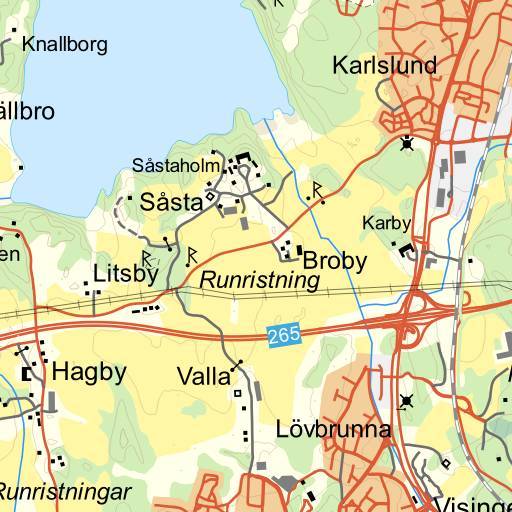 Knallborg
Karlslund
ällbro
Såstaholm
Såsta
Karby
en
Broby
Litsby
Runristning
265
Hagby
Valla
Lövbrunna
Runristningar
Visinge